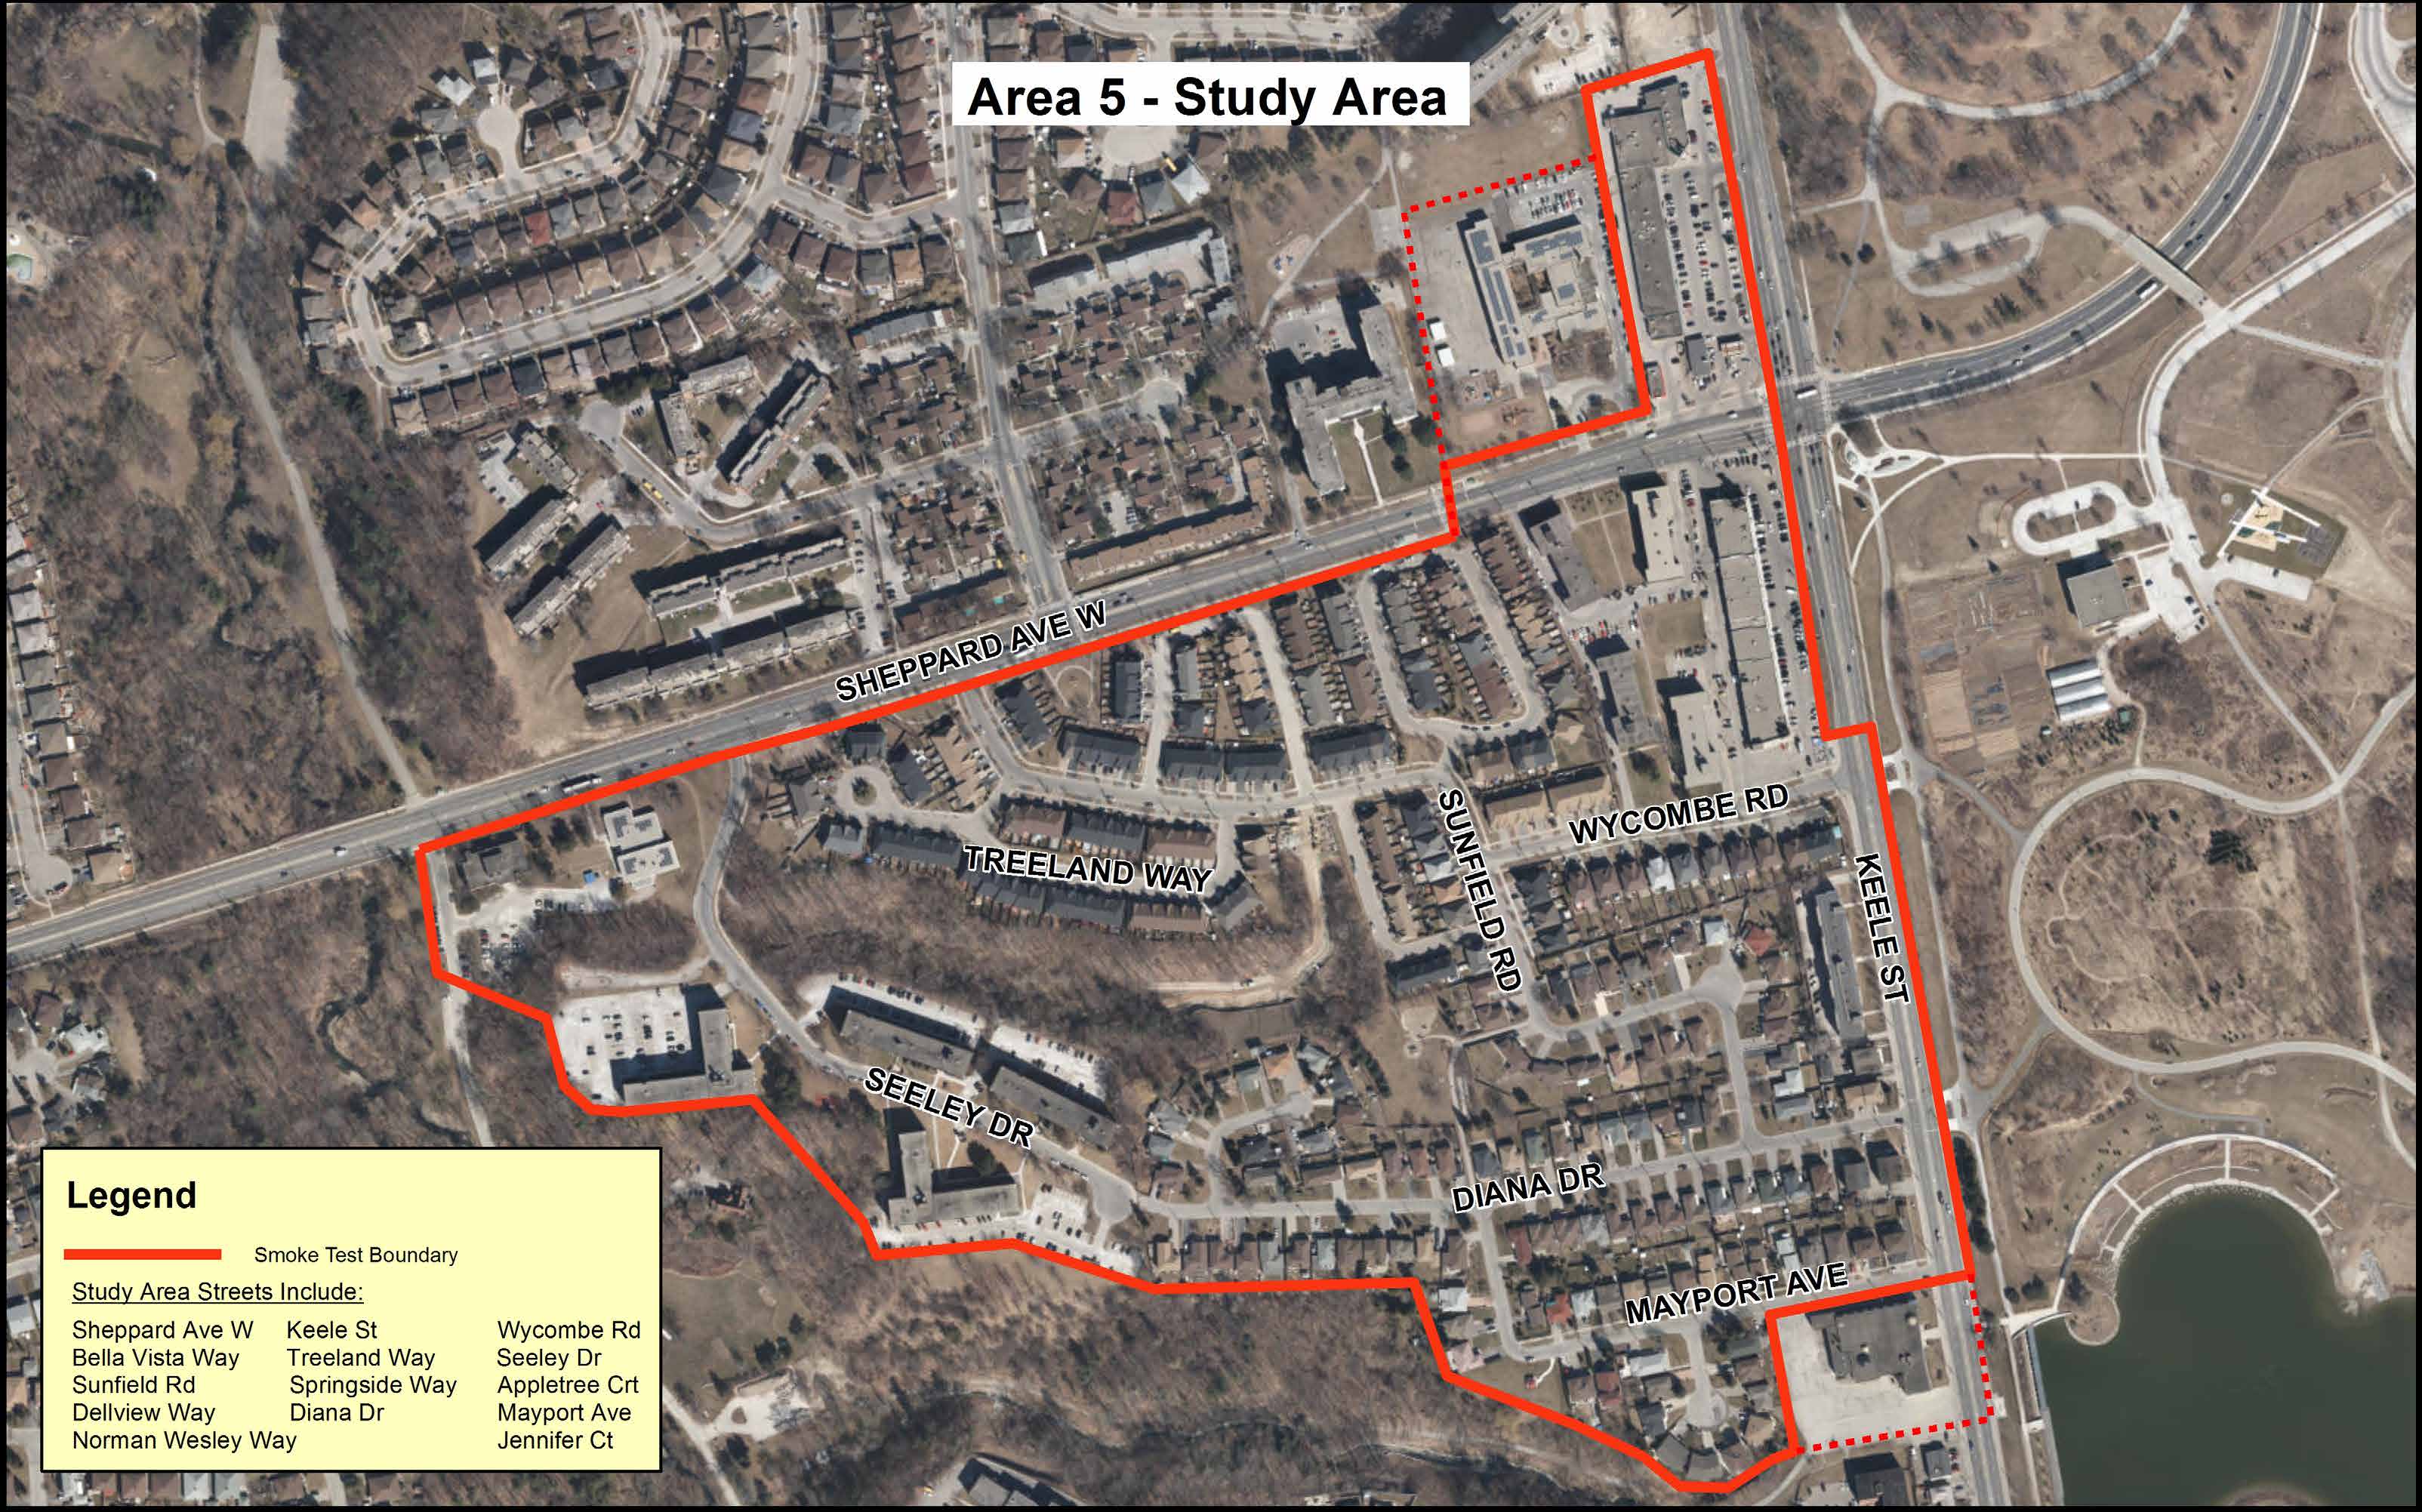 Area 5 - Study Area
SHEPPARD AVE W
SUNFIELD RD
WYCOMBE RD
TREELAND WAY
KEELE ST
SEELEY DR
DIANA DR
MAYPORT AVE
Legend
Smoke Test Boundary
Study Area Streets Include:
Sheppard Ave W Keele St Wycombe Rd
Bella Vista Way Treeland Way Seeley Dr
Sunfield Rd Springside Way Appletree Crt
Dellview Way Diana Dr Mayport Ave
Norman Wesley Way Jennifer Ct